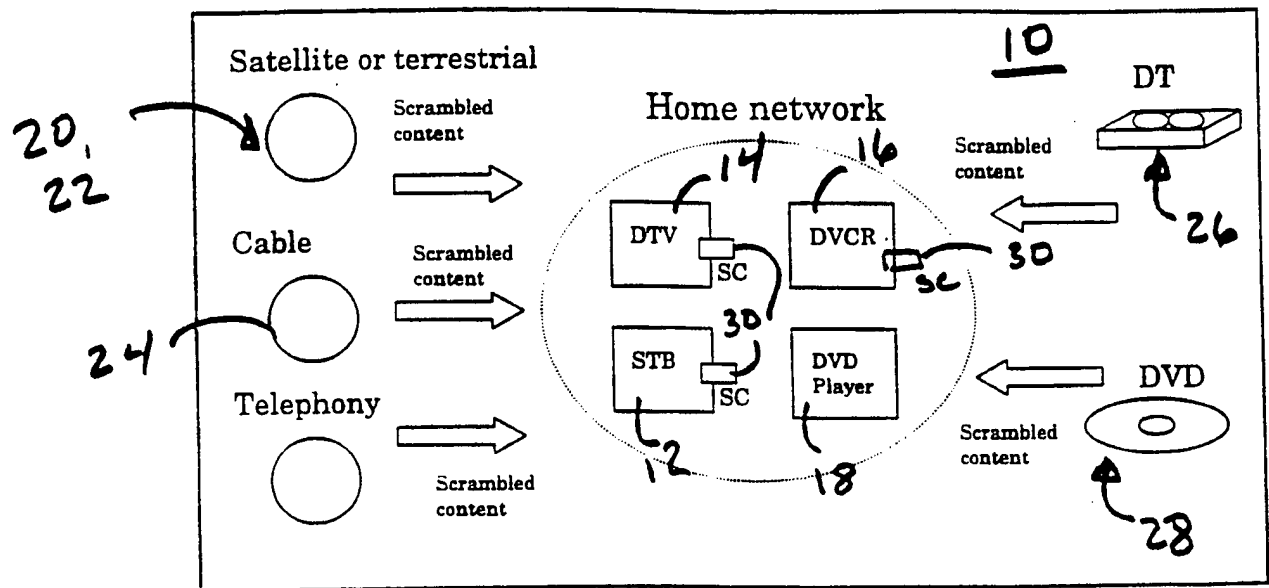 10
Satellite or terrestrial
DT
Scrambled
content
Home network
20,
22
14
16
Scrambled
content
26
DTV
SC
DVCR
SC
30
Cable
Scrambled
content
24
30
STB
SC
DVD
Player
DVD
Telephony
12
18
Scrambled
content
Scrambled
content
28